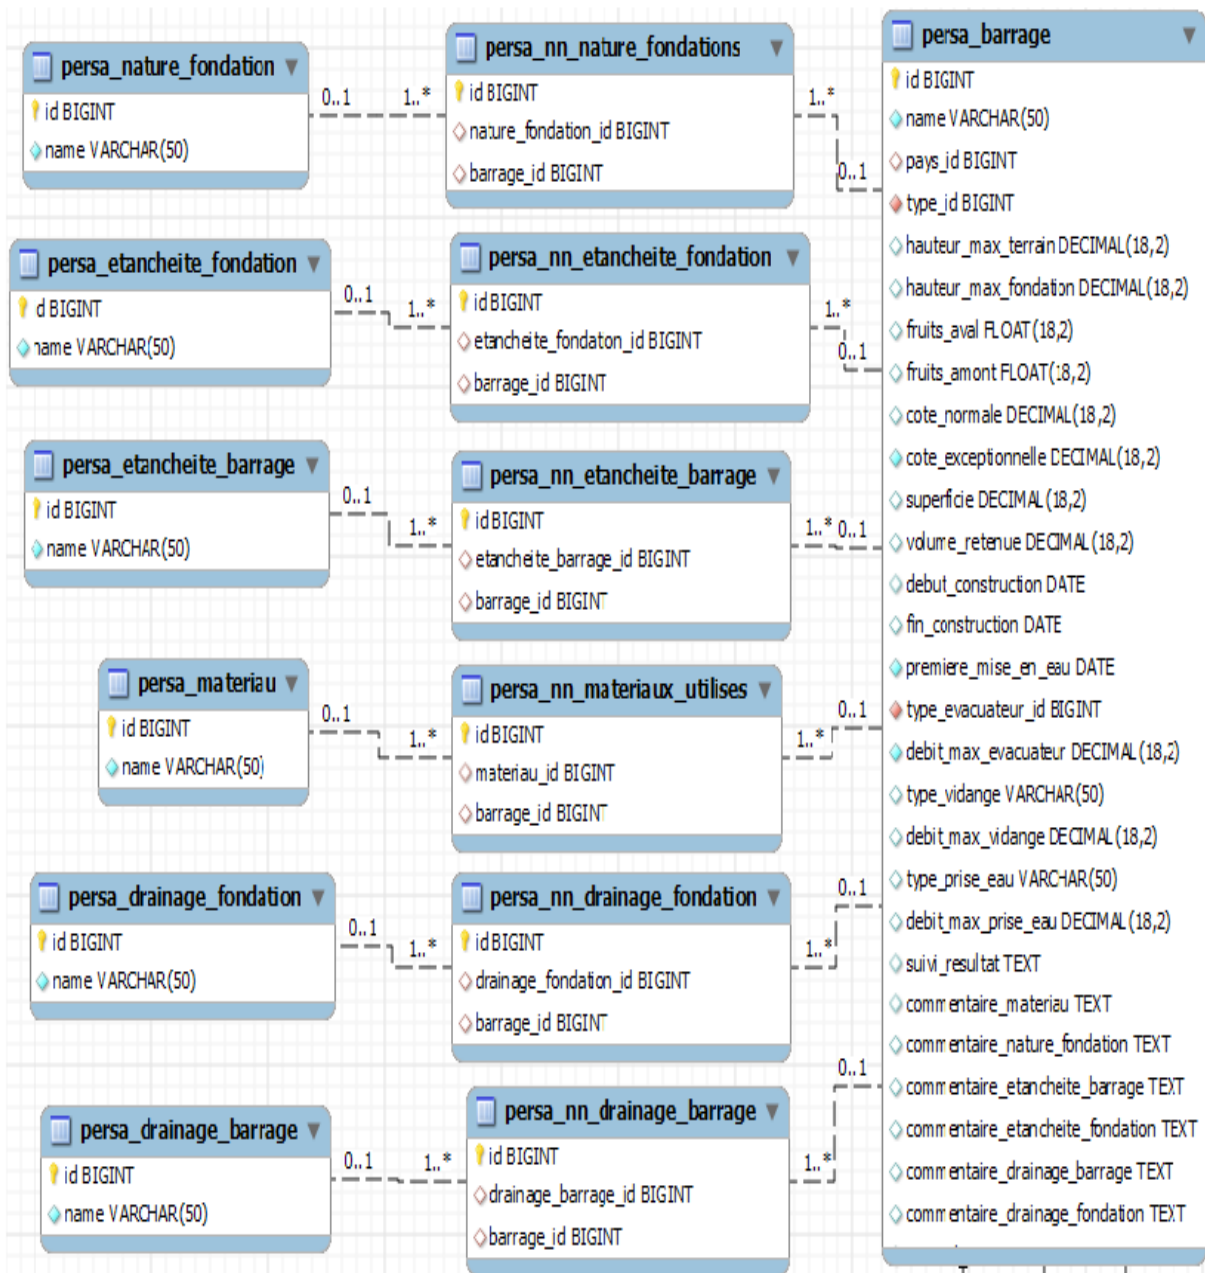 persa_nature_fondation
id BIGINT
name VARCHAR(50)
0..1
1..*
persa_nn_nature_fondations
id BIGINT
nature_fondation_id BIGINT
barrage_id BIGINT
1..*
0..1
persa_etancheite_fondation
d BIGINT
name VARCHAR(50)
0..1
1..*
persa_nn_etancheite_fondation
id BIGINT
etancheite_fondaton_id BIGINT
barrage_id BIGINT
1..*
0..1
persa_etancheite_barrage
id BIGINT
name VARCHAR(50)
0..1
1..*
persa_nn_etancheite_barrage
id BIGINT
etancheite_barrage_id BIGINT
barrage_id BIGINT
1..*
0..1
persa_materiau
id BIGINT
name VARCHAR(50)
0..1
1..*
persa_nn_materiaux_utilises
id BIGINT
materiau_id BIGINT
barrage_id BIGINT
1..*
0..1
persa_drainage_fondation
id BIGINT
name VARCHAR(50)
0..1
1..*
persa_nn_drainage_fondation
id BIGINT
drainage_fondation_id BIGINT
barrage_id BIGINT
1..*
0..1
persa_drainage_barrage
id BIGINT
name VARCHAR(50)
0..1
1..*
persa_nn_drainage_barrage
id BIGINT
drainage_barrage_id BIGINT
barrage_id BIGINT
1..*
0..1
persa_barrage
id BIGINT
name VARCHAR(50)
pays_id BIGINT
type_id BIGINT
hauteur_max_terrain DECIMAL(18,2)
hauteur_max_fondation DECIMAL(18,2)
fruits_aval FLOAT(18,2)
fruits_amont FLOAT(18,2)
cote_normale DECIMAL(18,2)
cote_exceptionnelle DECIMAL(18,2)
superficie DECIMAL(18,2)
volume_retenue DECIMAL(18,2)
debut_construction DATE
fin_construction DATE
premiere_mise_en_eau DATE
type_evacuateur_id BIGINT
debit_max_evacuateur DECIMAL(18,2)
type_vidange VARCHAR(50)
debit_max_vidange DECIMAL(18,2)
type_prise_eau VARCHAR(50)
debit_max_prise_eau DECIMAL(18,2)
suivi_resultat TEXT
commentaire_materiau TEXT
commentaire_nature_fondation TEXT
commentaire_etancheite_barrage TEXT
commentaire_etancheite_fondation TEXT
commentaire_drainage_barrage TEXT
commentaire_drainage_fondation TEXT